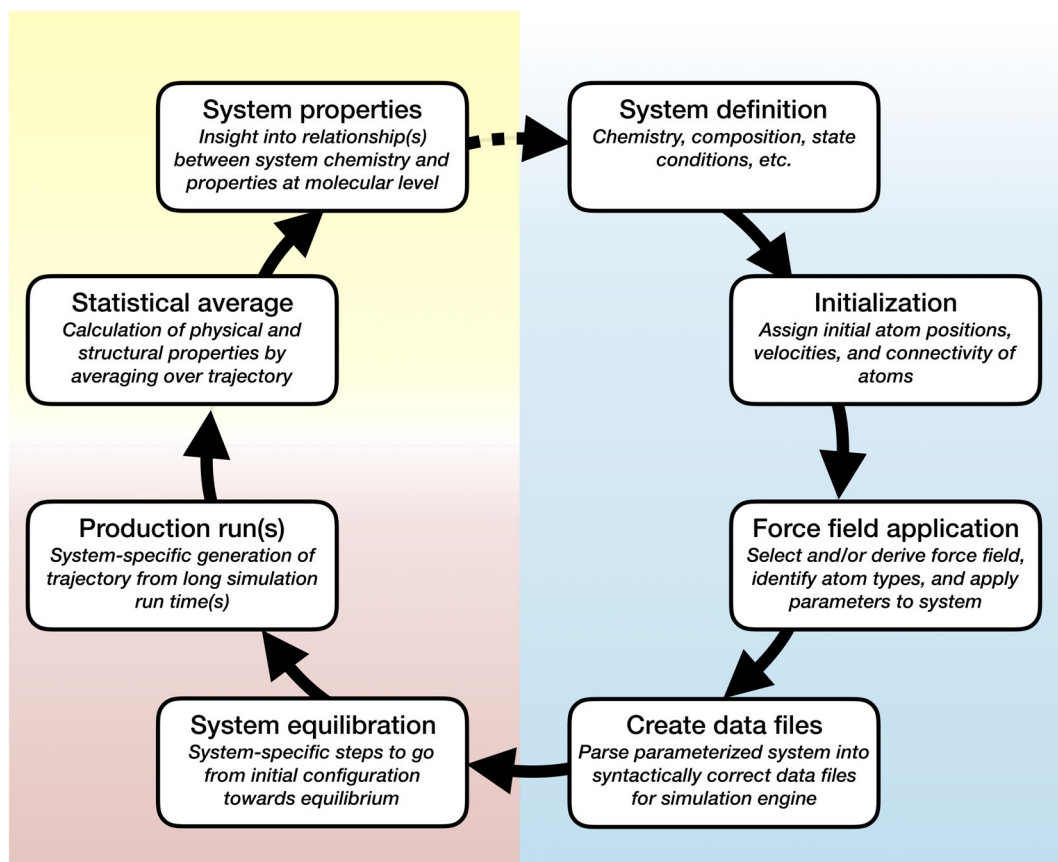 System properties
Insight into relationship(s)
between system chemistry and
properties at molecular level
System definition
Chemistry, composition, state
conditions, etc.
Initialization
Assign initial atom positions,
velocities, and connectivity of
atoms
Force field application
Select and/or derive force field,
identify atom types, and apply
parameters to system
Create data files
Parse parameterized system into
syntactically correct data files
for simulation engine
System equilibration
System-specific steps to go
from initial configuration
towards equilibrium
Production run(s)
System-specific generation of
trajectory from long simulation
run time(s)
Statistical average
Calculation of physical and
structural properties by
averaging over trajectory